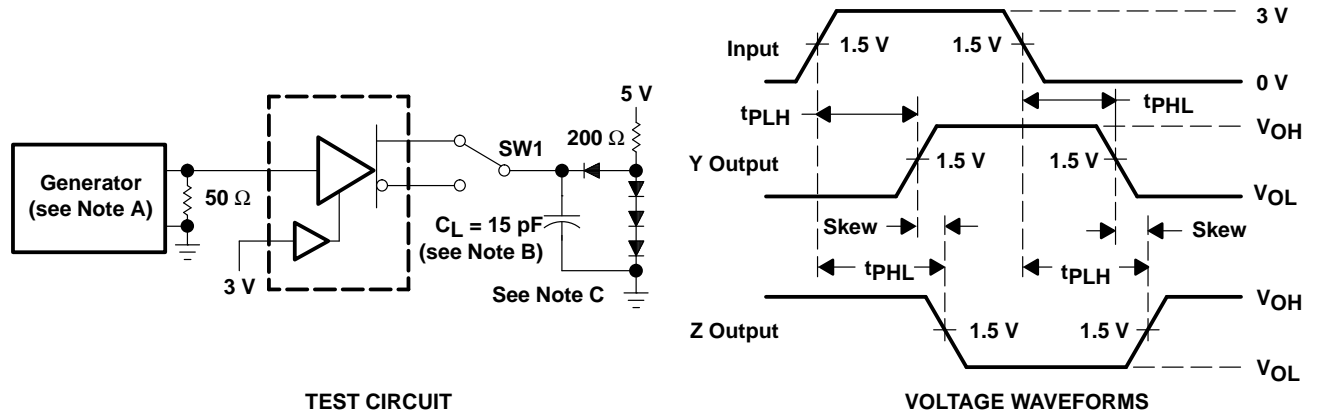 Generator
(see Note A)
50 Ω
3 V
SW1
200 Ω
5 V
CL = 15 pF
(see Note B)
See Note C
TEST CIRCUIT
Input
1.5 V
1.5 V
3 V
0 V
tPLH
tPHL
Y Output
1.5 V
1.5 V
VOH
VOL
Skew
Skew
tPHL
tPLH
Z Output
1.5 V
1.5 V
VOH
VOL
VOLTAGE WAVEFORMS